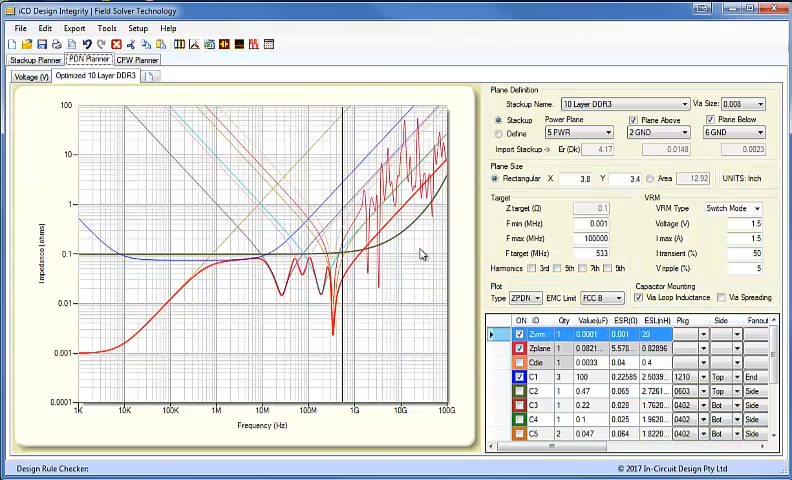 iCD Design Integrity | Field Solver Technology
File Edit Export Tools Setup Help
Stackup Planner PDN Planner CPW Planner
Voltage (V) Optimized 10 Layer DDR3
100
10
1
0.1
0.01
0.001
0.0001
Impedance (ohms)
1K 10K 100K 1M 10M 100M 1G 10G 100G
Frequency (Hz)
Plane Definition
Stackup Name: 10 Layer DDR3 Via Size: 0.008
Stackup Power Plane Plane Above Plane Below
Define 5 PWR 2 GND 6 GND
Import Stackup -> Er (Dk) 4.17 0.0148 0.0023
Plane Size
Rectangular X 3.8 Y 3.4 Area 12.92 UNITS: Inch
Target
Z target (Ω) 0.1
F min (MHz) 0.001
F max (MHz) 100000
F target (MHz) 533
Harmonics 3rd 5th 7th 9th
VRM
VRM Type Switch Mode
Voltage (V) 1.5
I max (A) 1.5
I transient (%) 50
V ripple (%) 5
Plot
Type ZPDN EMC Limit FCC B
Capacitor Mounting
Via Loop Inductance Via Spreading
ON ID Qty Value(uF) ESR(Ω) ESL(nH) Pkg Side Fanout
Zvrm 1 0.0001 0.001 20
Zplane 1 0.0821... 5.578... 0.82896
Cdie 1 0.0033 0.04 0.4
C1 3 100 0.22585 2.5039... 1210 Top End
C2 1 0.47 0.065 2.7261... 0603 Top Side
C3 1 0.22 0.028 1.7620... 0402 Bot Side
C4 1 0.1 0.025 1.9620... 0402 Bot Side
C5 2 0.047 0.064 1.8220... 0402 Bot Side
Design Rule Checker:
© 2017 In-Circuit Design Pty Ltd